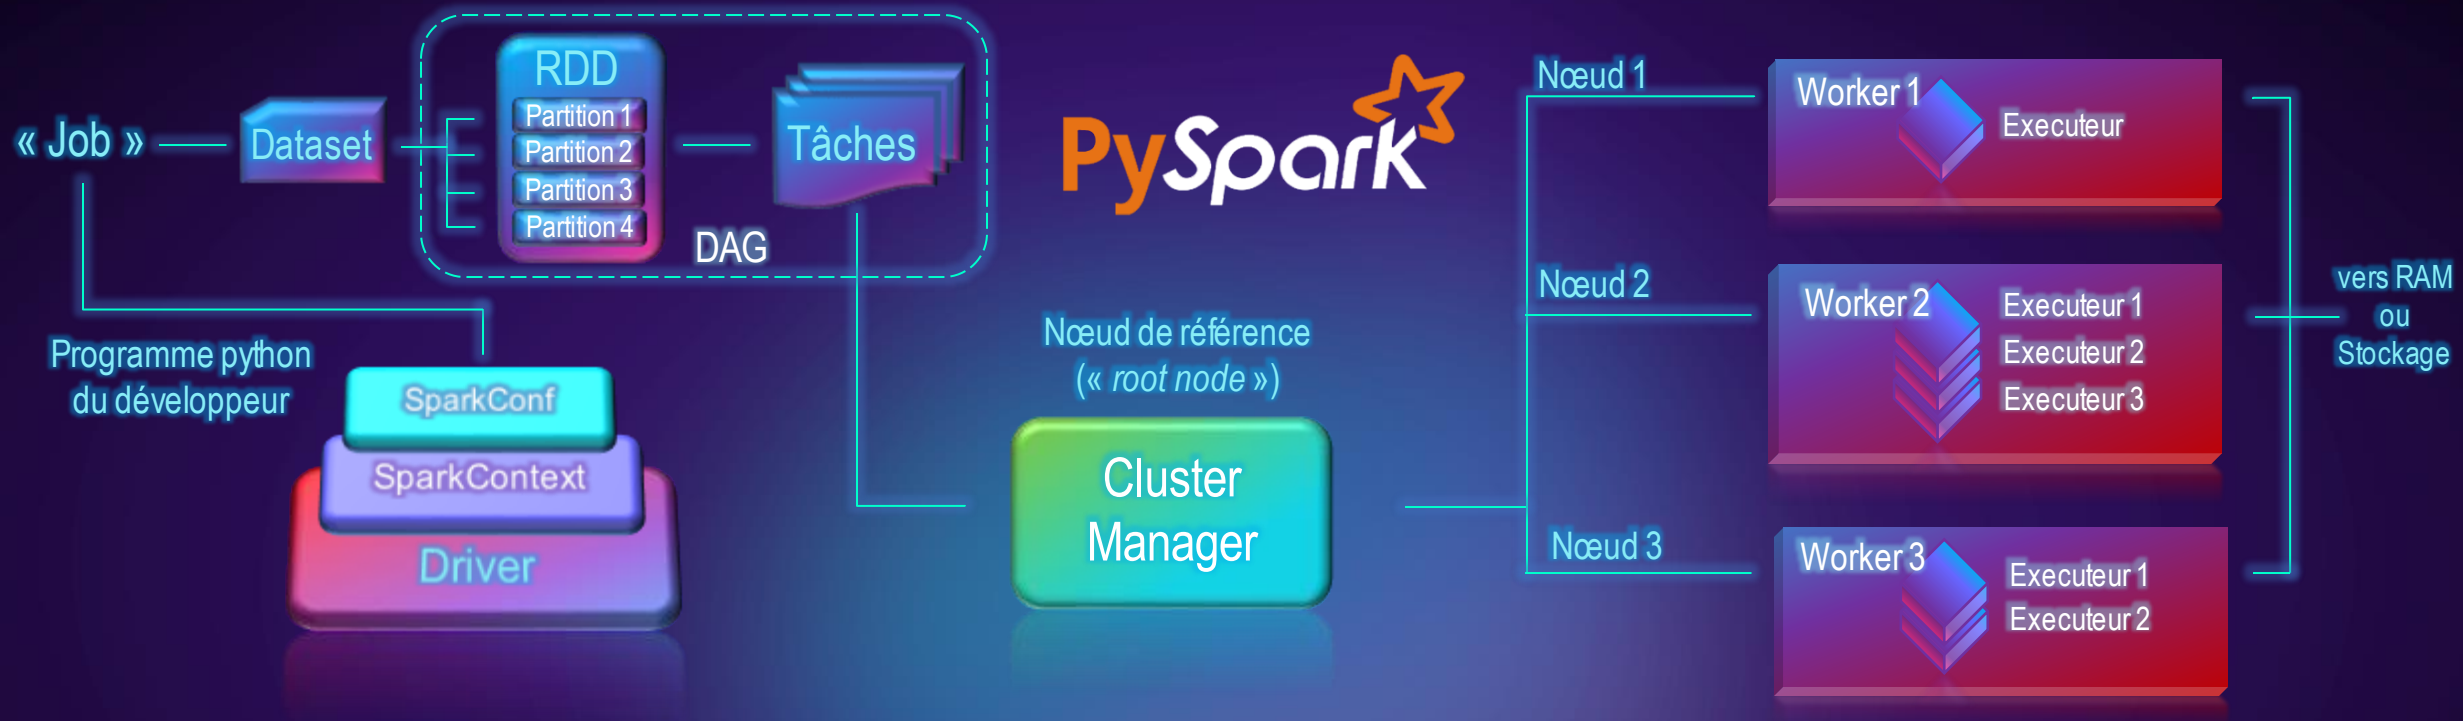 « Job »
Dataset
RDD
Partition 1
Partition 2
Partition 3
Partition 4
Tâches
DAG
Programme python
du développeur
SparkConf
SparkContext
Driver
PySpark
Nœud de référence
(« root node »)
Cluster
Manager
Nœud 1
Worker 1
Executeur
Nœud 2
Worker 2
Executeur 1
Executeur 2
Executeur 3
Nœud 3
Worker 3
Executeur 1
Executeur 2
vers RAM
ou
Stockage